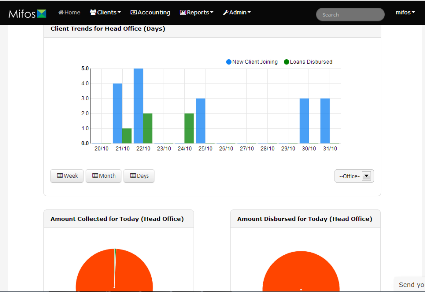 Mifos Home Clients Accounting Reports Admin Search mifos
Client Trends for Head Office (Days)
New Client Joining Loans Disbursed
5.0
4.0
3.0
2.0
1.0
0.0
20/10 21/10 22/10 23/10 24/10 25/10 26/10 27/10 28/10 29/10 30/10 31/10
Week Month Days --Office--
Amount Collected for Today (Head Office) Amount Disbursed for Today (Head Office)
Send yo